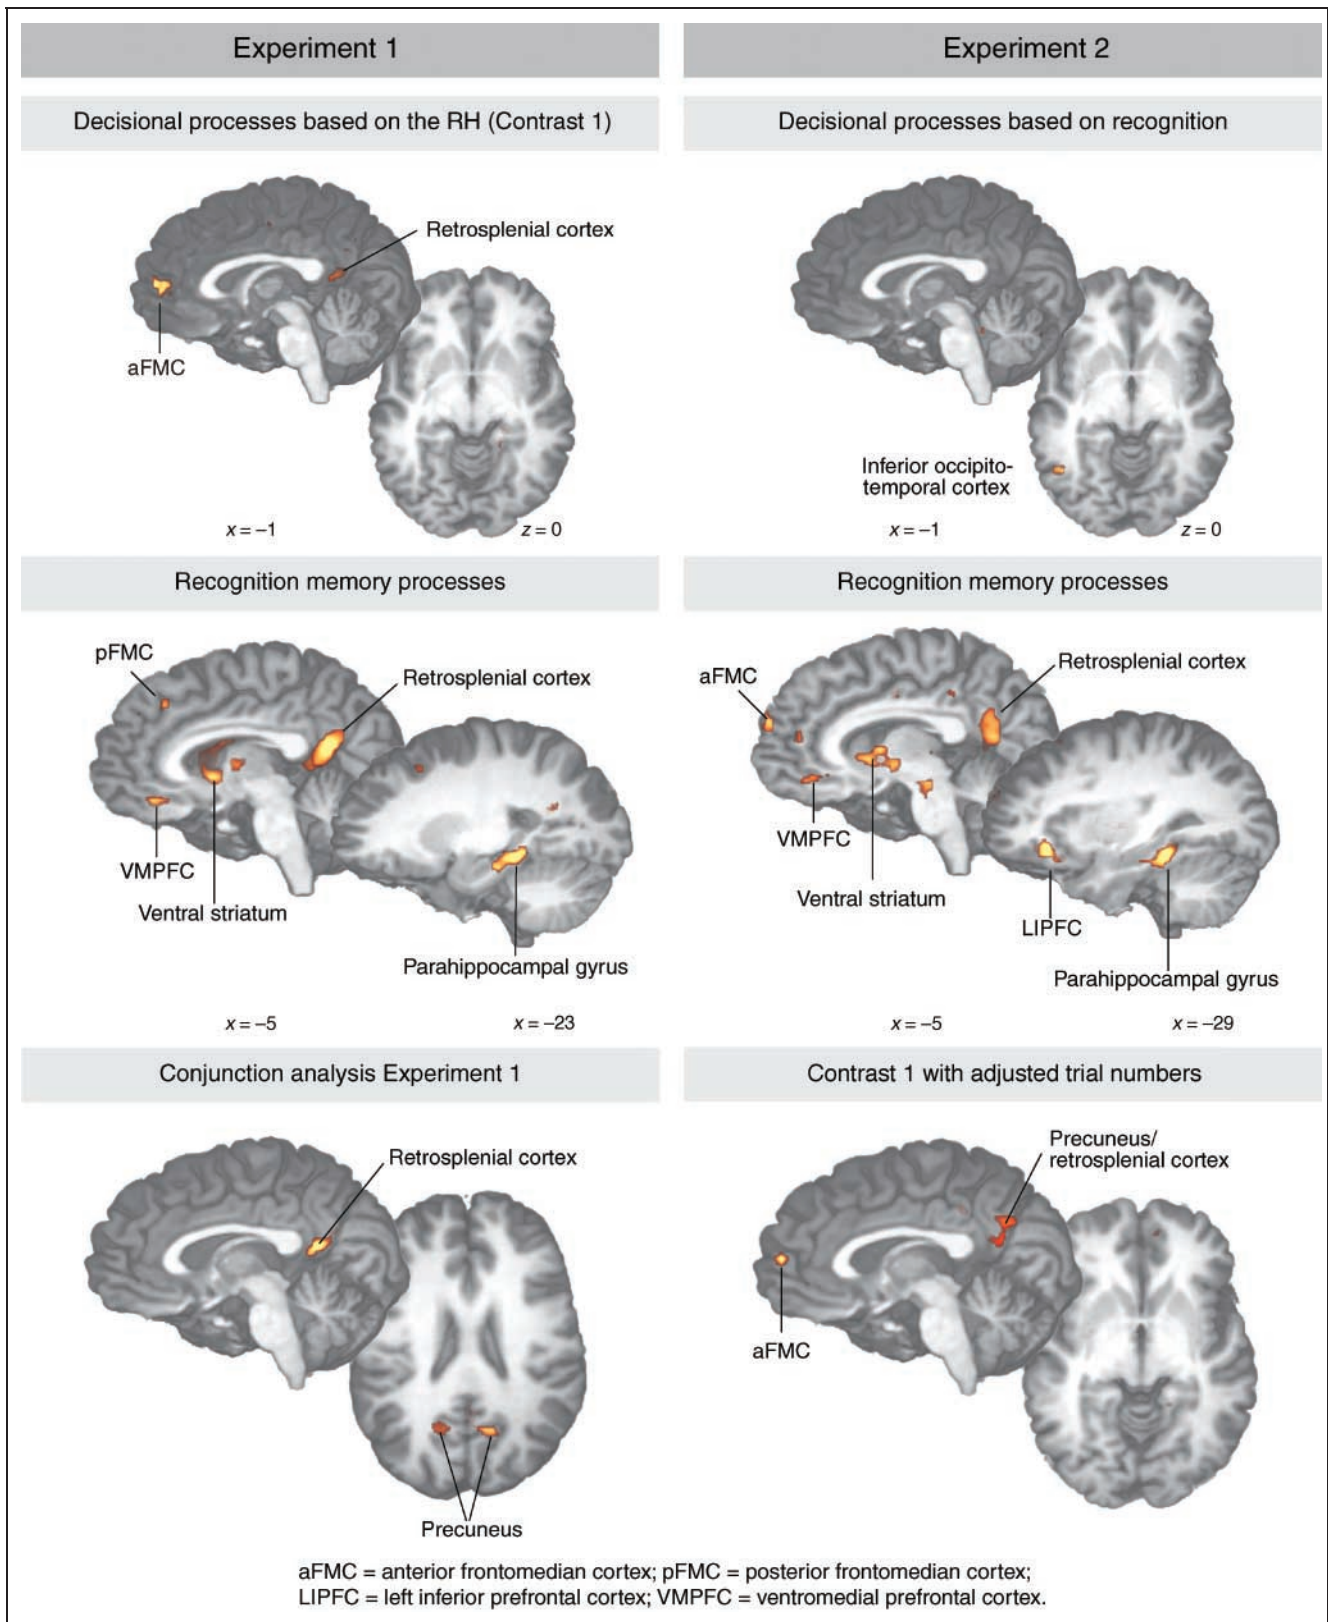 Experiment 1
Experiment 2
Decisional processes based on the RH (Contrast 1)
Decisional processes based on recognition
Retrosplenial cortex
aFMC
x = –1
z = 0
Inferior occipito-
temporal cortex
x = –1
z = 0
Recognition memory processes
Recognition memory processes
pFMC
Retrosplenial cortex
VMPFC
Ventral striatum
Parahippocampal gyrus
x = –5
x = –23
aFMC
Retrosplenial cortex
VMPFC
Ventral striatum
LIPFC
Parahippocampal gyrus
x = –5
x = –29
Conjunction analysis Experiment 1
Contrast 1 with adjusted trial numbers
Retrosplenial cortex
Precuneus
Precuneus/
retrosplenial cortex
aFMC
aFMC = anterior frontomedian cortex; pFMC = posterior frontomedian cortex;
LIPFC = left inferior prefrontal cortex; VMPFC = ventromedial prefrontal cortex.